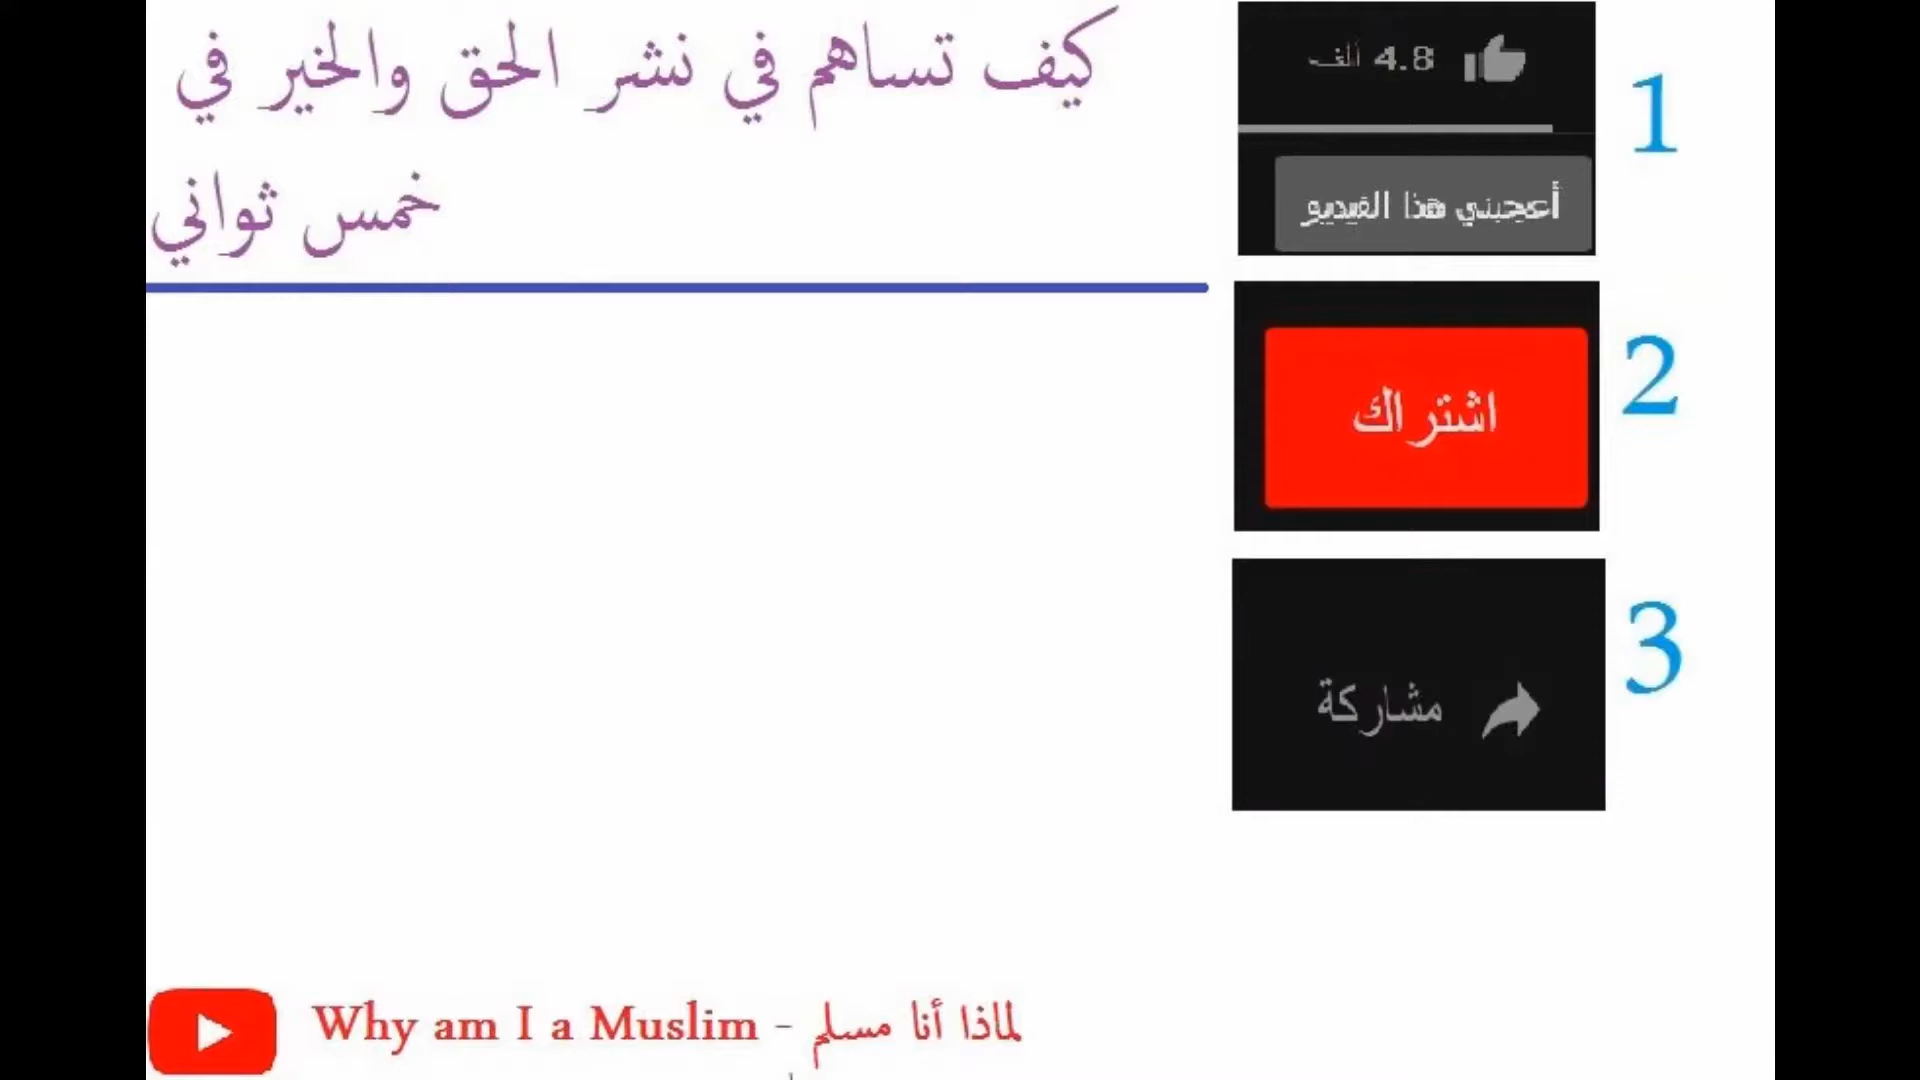 كيف تساهم في نشر الحق والخير في
خمس ثواني
1
4.8 ألف
أعجبني هذا الفيديو
2
اشتراك
3
مشاركة
Why am I a Muslim - لماذا أنا مسلم